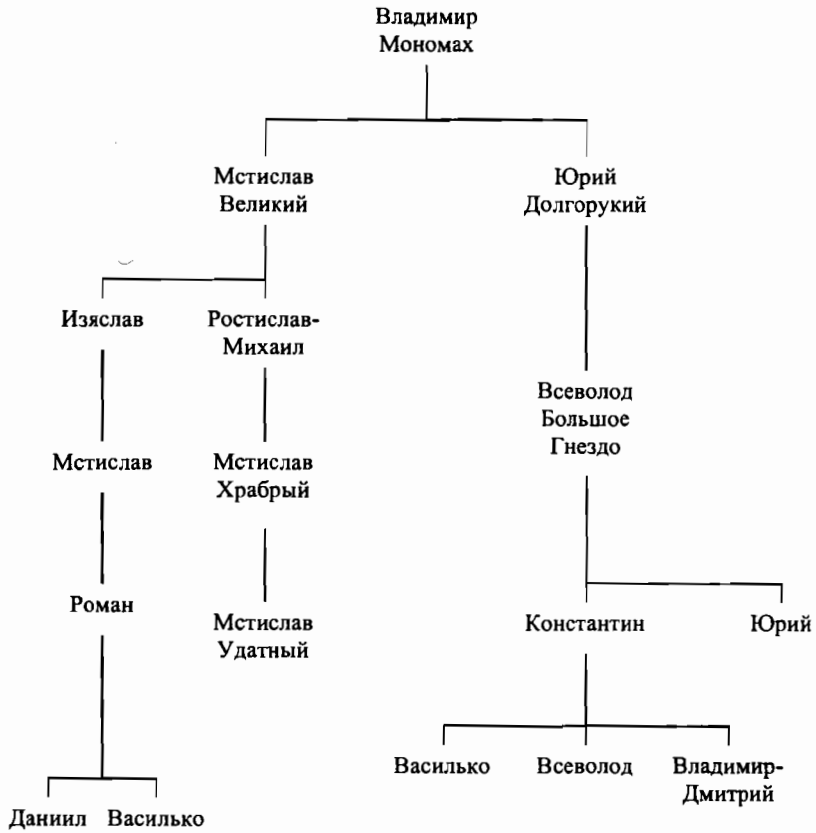 Владимир
Мономах
Мстислав
Великий
Юрий
Долгорукий
Изяслав
Ростислав-
Михаил
Всеволод
Большое
Гнездо
Мстислав
Мстислав
Храбрый
Роман
Мстислав
Удатный
Константин
Юрий
Василько
Всеволод
Владимир-
Дмитрий
Даниил
Василько